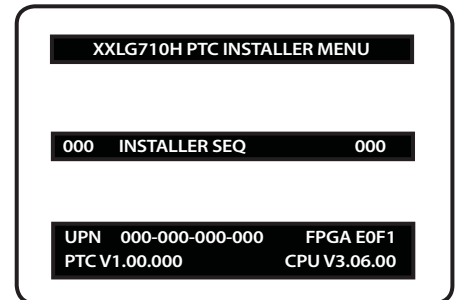 XXLG710H PTC INSTALLER MENU
000 INSTALLER SEQ 000
UPN 000-000-000-000 FPGA E0F1
PTC V1.00.000 CPU V3.06.00